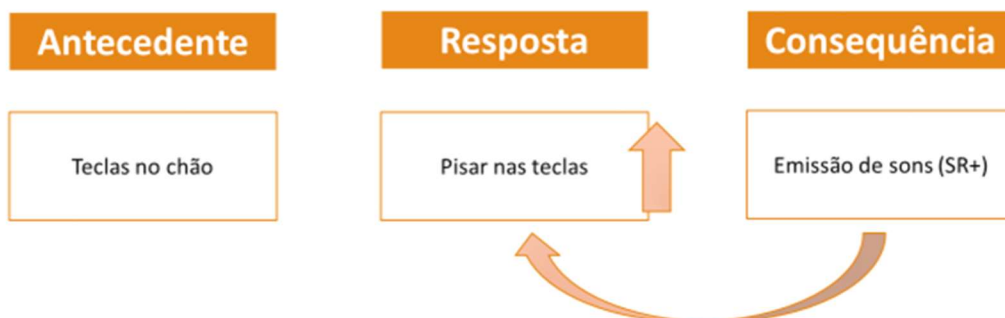 Antecedente
Resposta
Consequência
Teclas no chão
Pisar nas teclas
Emissão de sons (SR+)